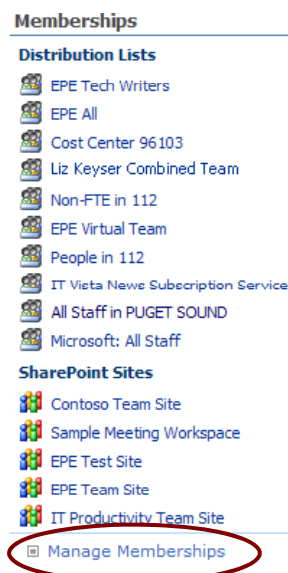 Memberships
Distribution Lists
EPE Tech Writers
EPE All
Cost Center 96103
Liz Keyser Combined Team
Non-FTE in 112
EPE Virtual Team
People in 112
IT Vista News Subscription Service
All Staff in PUGET SOUND
Microsoft: All Staff
SharePoint Sites
Contoso Team Site
Sample Meeting Workspace
EPE Test Site
EPE Team Site
IT Productivity Team Site
Manage Memberships